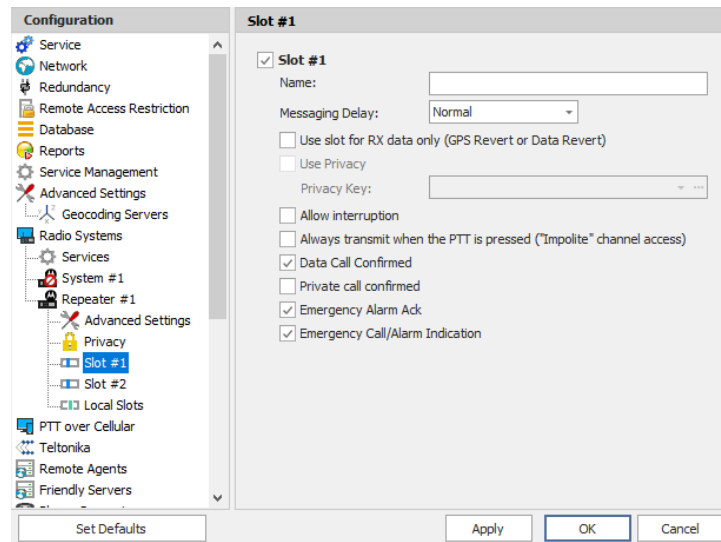 Configuration
Service
Network
Redundancy
Remote Access Restriction
Database
Reports
Service Management
Advanced Settings
Geocoding Servers
Radio Systems
Services
System #1
Repeater #1
Advanced Settings
Privacy
Slot #1
Slot #2
Local Slots
PTT over Cellular
Teltonika
Remote Agents
Friendly Servers
Set Defaults
Slot #1
Slot #1
Name:
Messaging Delay: Normal
Use slot for RX data only (GPS Revert or Data Revert)
Use Privacy
Privacy Key:
Allow interruption
Always transmit when the PTT is pressed ("Impolite" channel access)
Data Call Confirmed
Private call confirmed
Emergency Alarm Ack
Emergency Call/Alarm Indication
Apply OK Cancel